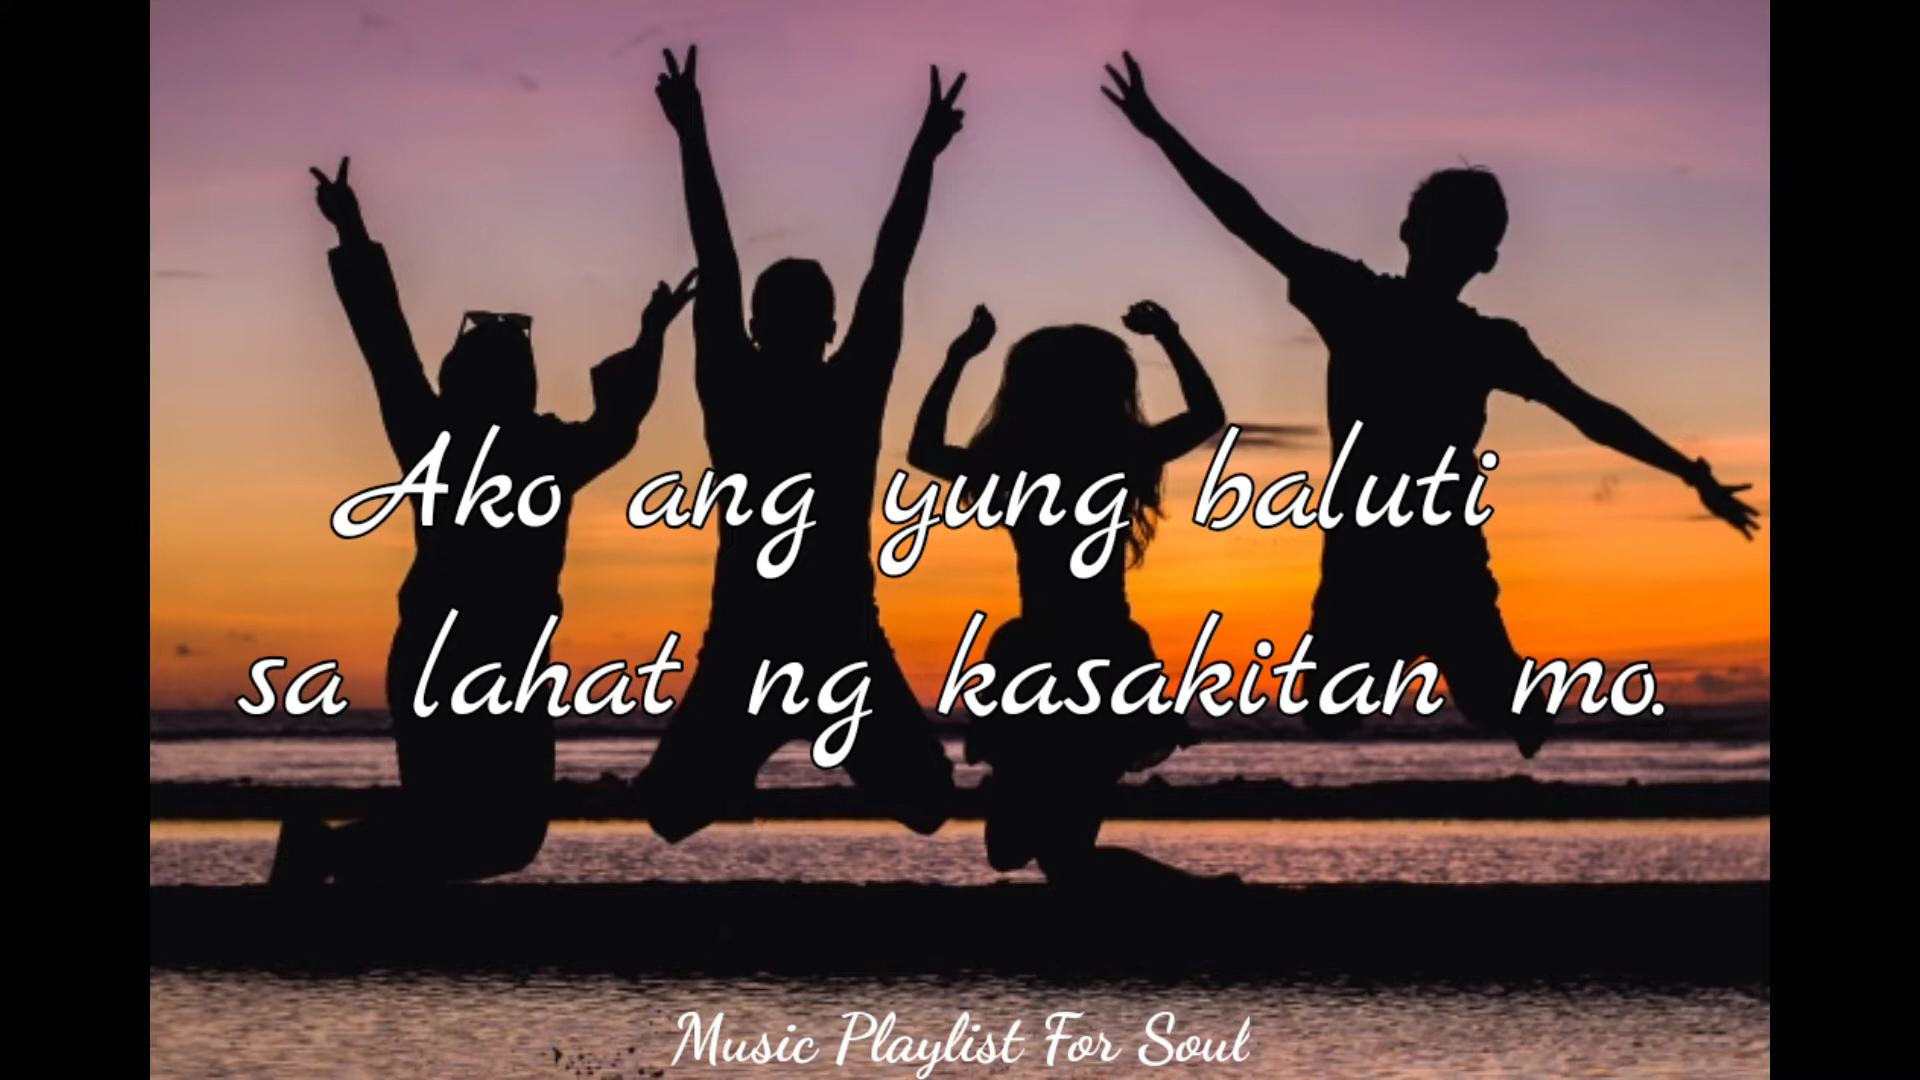 Ako ang yung baluti
sa lahat ng kasakitan mo.
Music Playlist For Soul